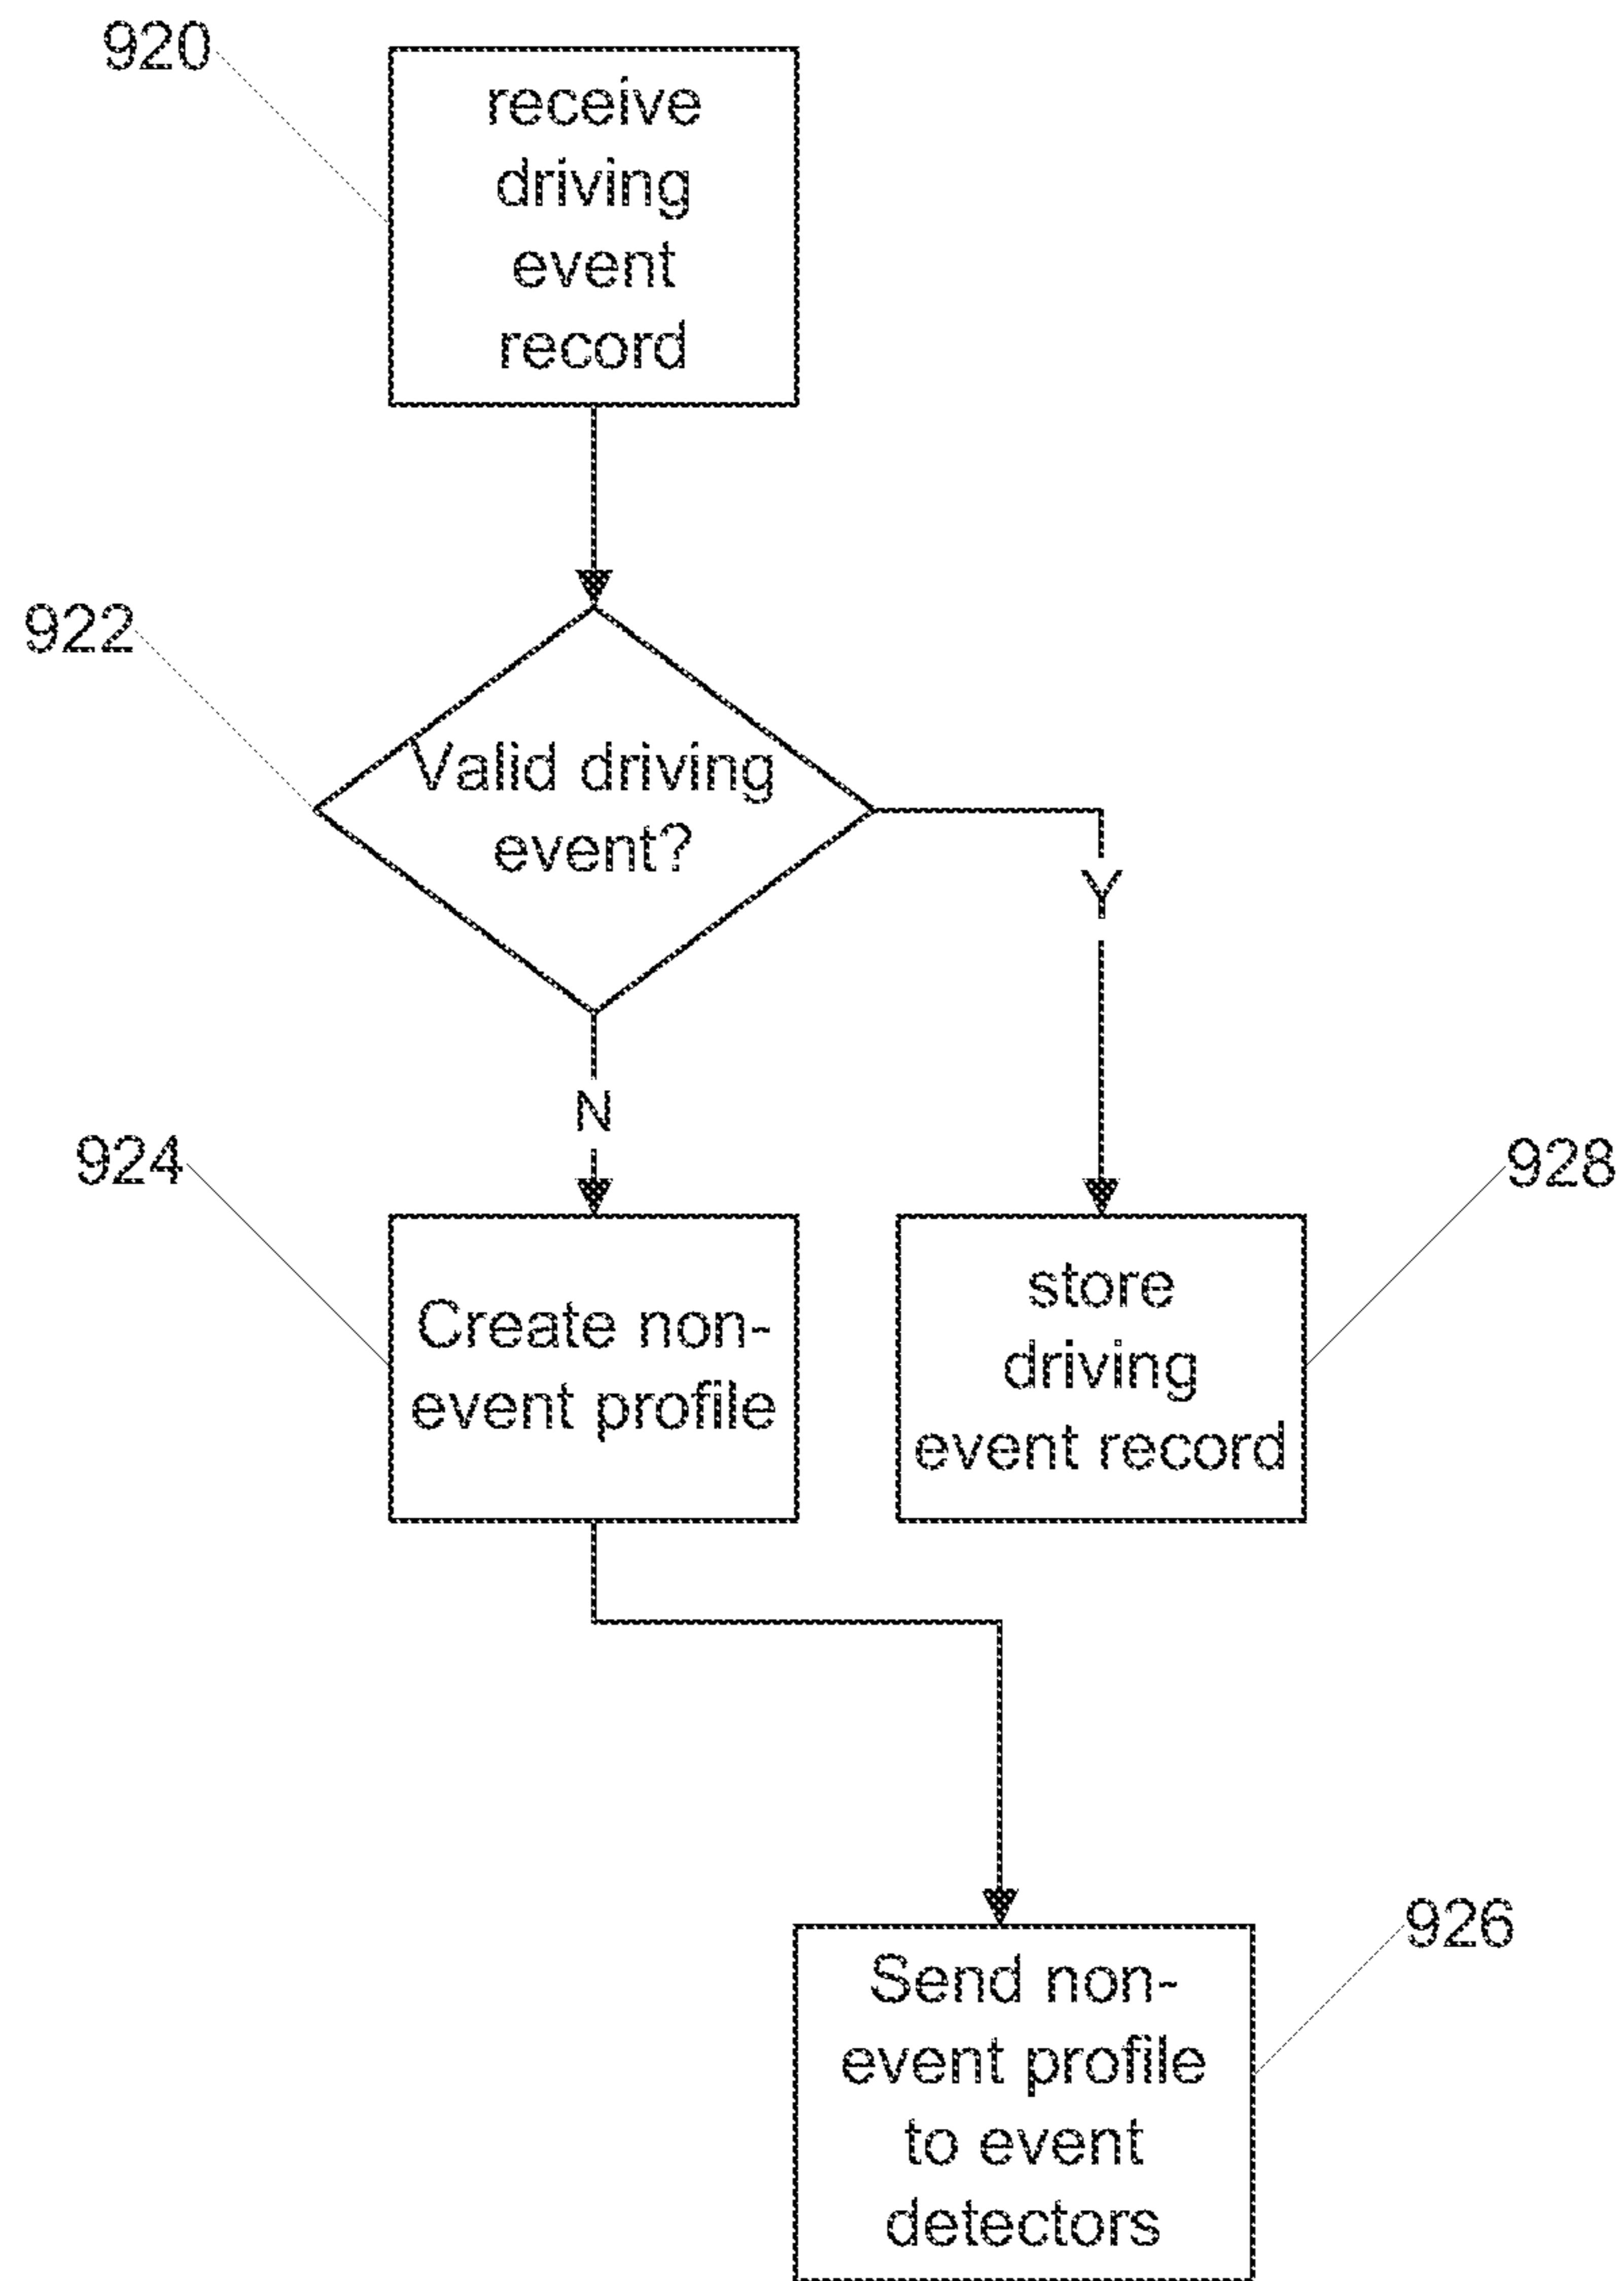 920
receive
driving
event
record
922
Valid driving
event?
Y
N
924
Create non-
event profile
928
store
driving
event record
926
Send non-
event profile
to event
detectors